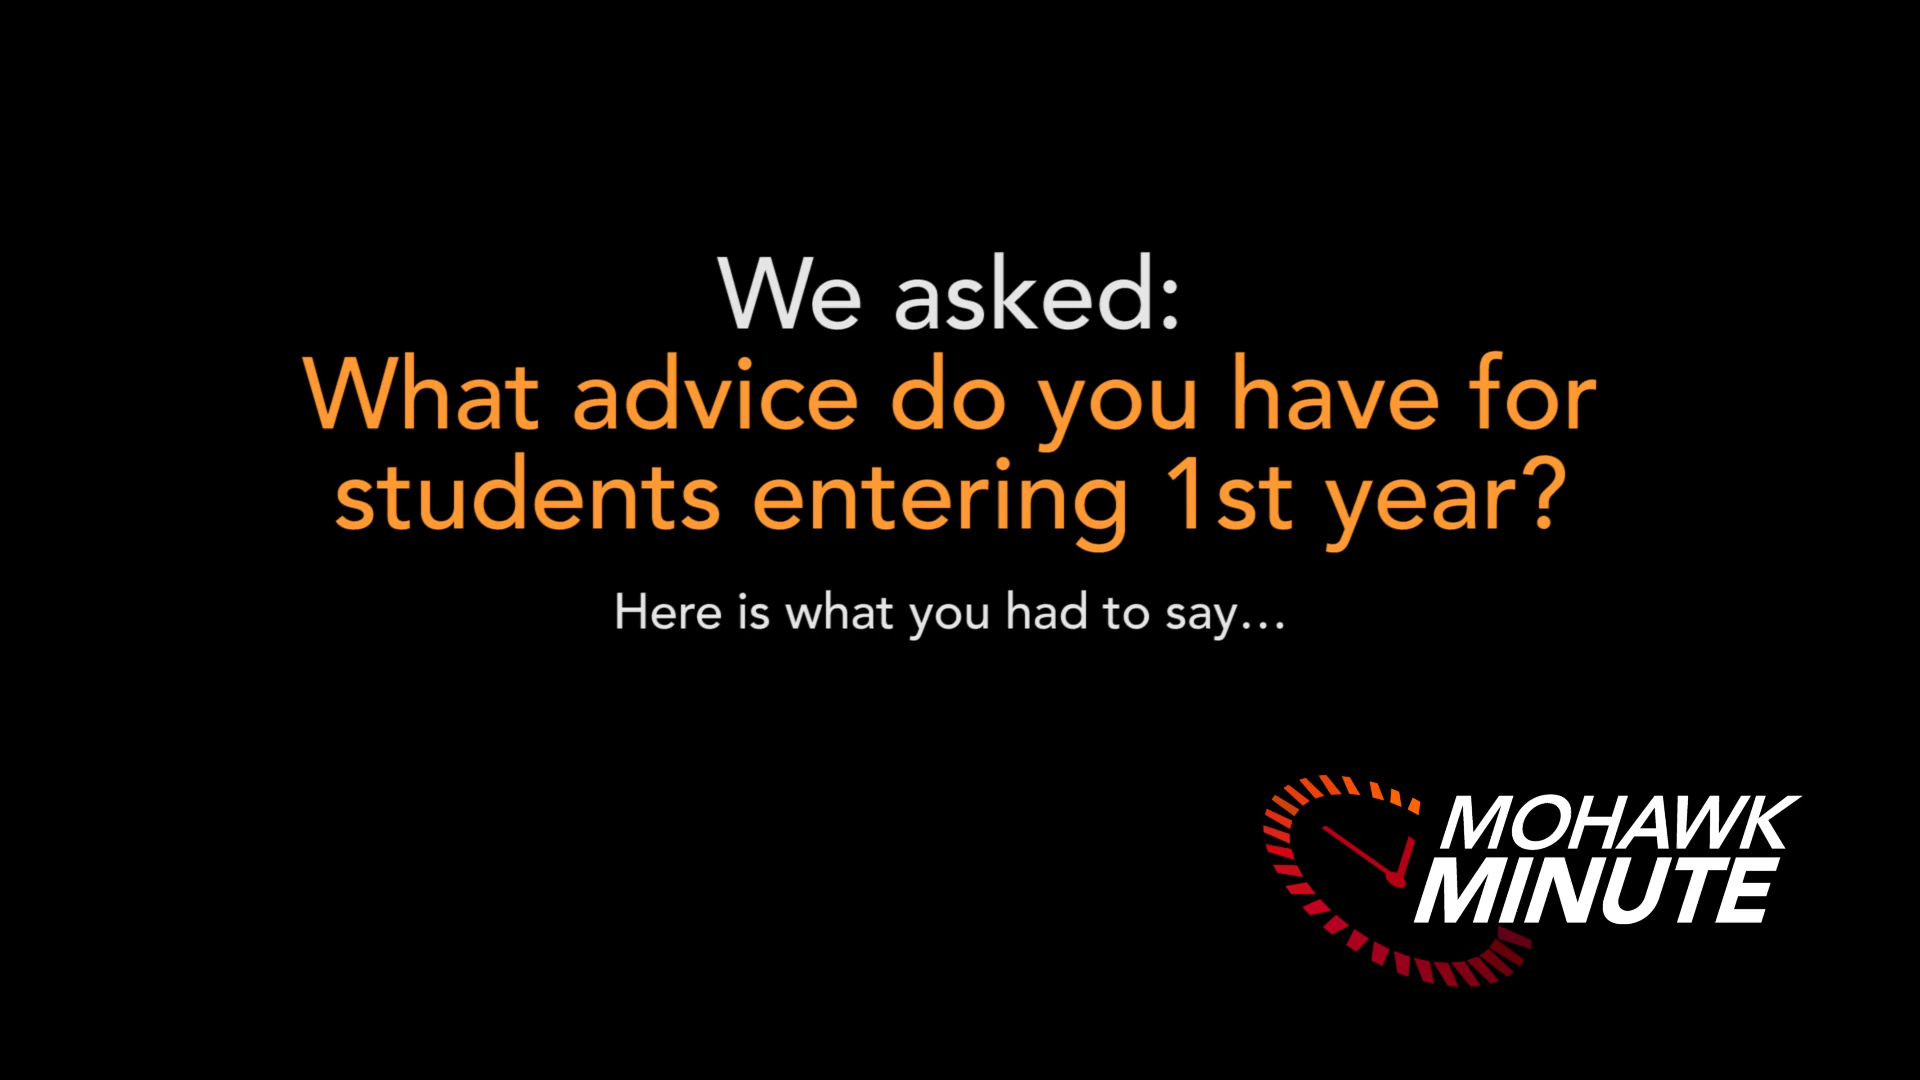 We asked:
What advice do you have for
students entering 1st year?
Here is what you had to say...
MOHAWK
MINUTE